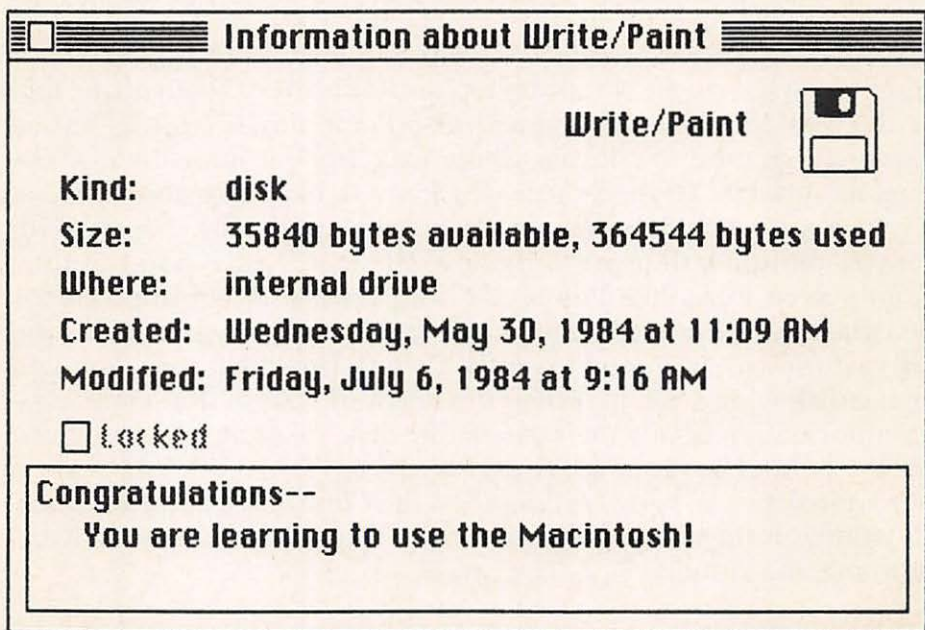 Information about Write/Paint
Write/Paint
Kind: disk
Size: 35840 bytes available, 364544 bytes used
Where: internal drive
Created: Wednesday, May 30, 1984 at 11:09 AM
Modified: Friday, July 6, 1984 at 9:16 AM
Locked
Congratulations--
You are learning to use the Macintosh!